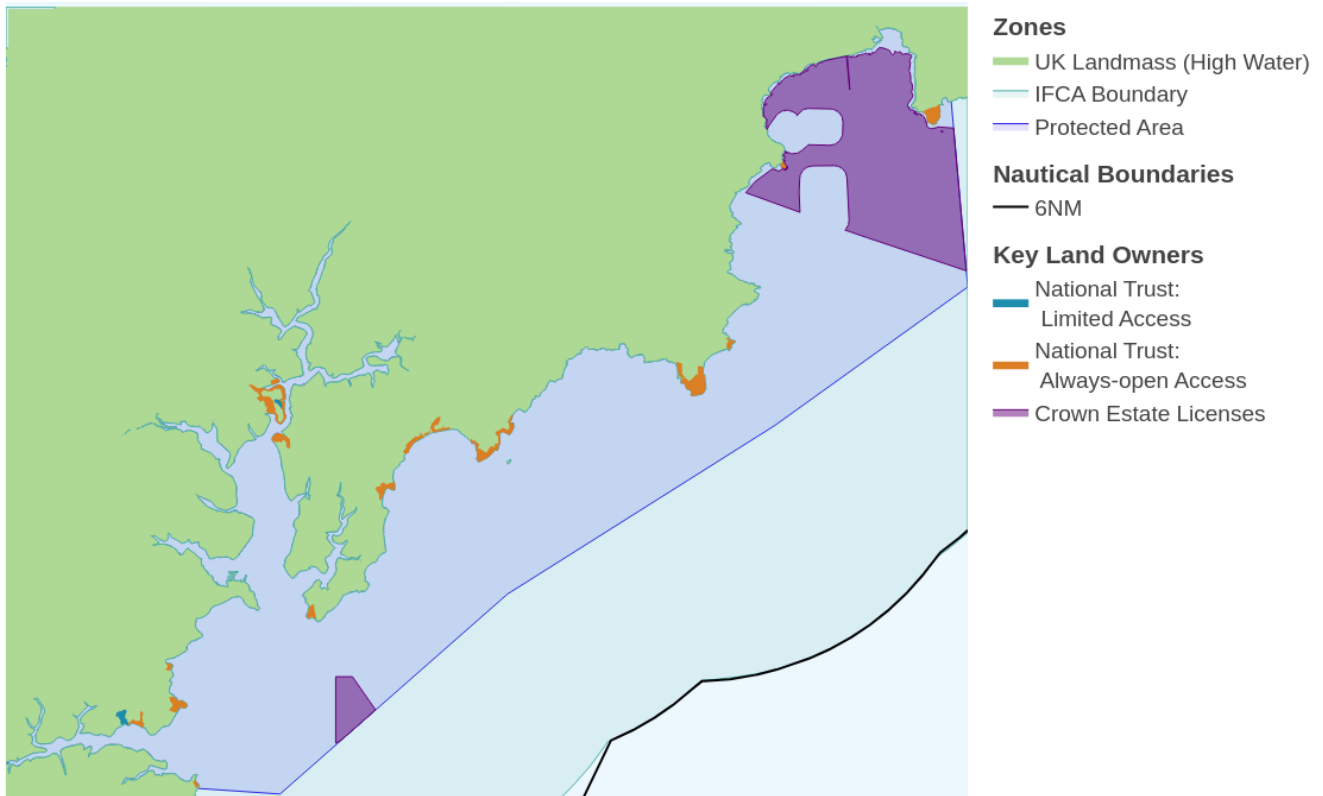 Zones
UK Landmass (High Water)
IFCA Boundary
Protected Area
Nautical Boundaries
6NM
Key Land Owners
National Trust:
Limited Access
National Trust:
Always-open Access
Crown Estate Licenses